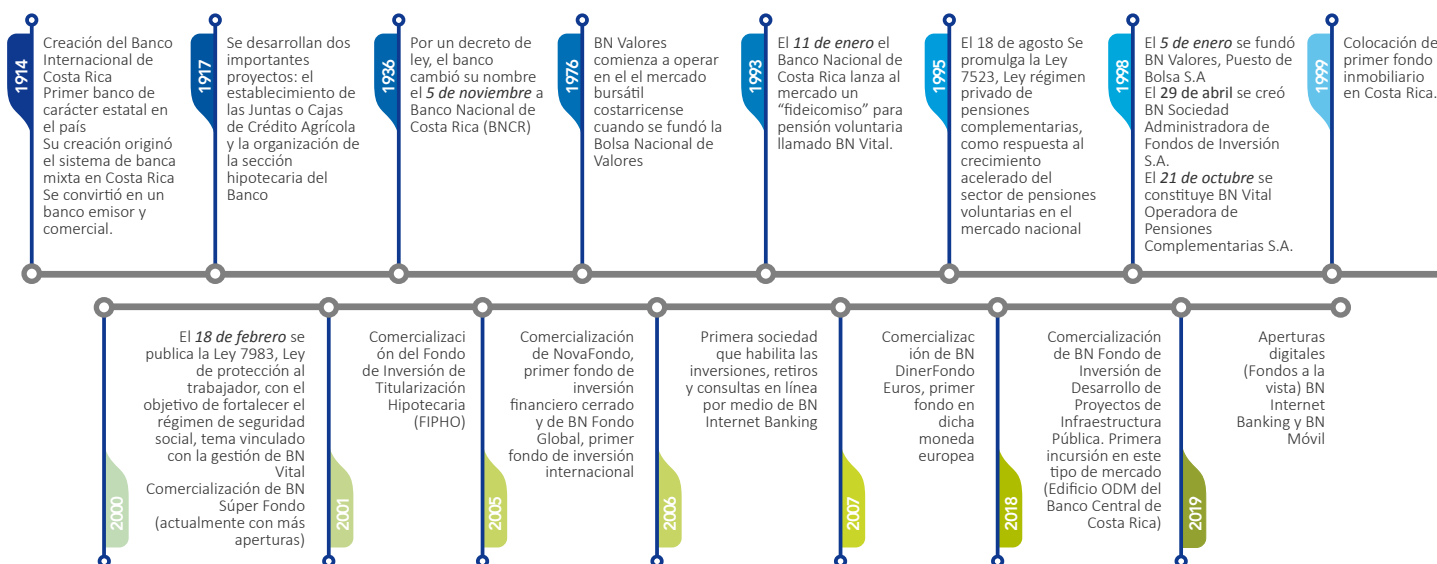 1914
Creación del Banco
Internacional de
Costa Rica
Primer banco de
carácter estatal en
el país
Su creación originó
el sistema de banca
mixta en Costa Rica
Se convirtió en un
banco emisor y
comercial.
1917
Se desarrollan dos
importantes
proyectos: el
establecimiento de
las Juntas o Cajas
de Crédito Agrícola
y la organización de
la sección
hipotecaria del
Banco
1936
Por un decreto de
ley, el banco
cambió su nombre
el 5 de noviembre a
Banco Nacional de
Costa Rica (BNCR)
1976
BN Valores
comienza a operar
en el el mercado
bursátil
costarricense
cuando se fundó la
Bolsa Nacional de
Valores
1993
El 11 de enero el
Banco Nacional de
Costa Rica lanza al
mercado un
“fideicomiso” para
pensión voluntaria
llamado BN Vital.
1995
El 18 de agosto Se
promulga la Ley
7523, Ley régimen
privado de
pensiones
complementarias,
como respuesta al
crecimiento
acelerado del
sector de pensiones
voluntarias en el
mercado nacional
1998
El 5 de enero se fundó
BN Valores, Puesto de
Bolsa S.A
El 29 de abril se creó
BN Sociedad
Administradora de
Fondos de Inversión
S.A.
El 21 de octubre se
constituye BN Vital
Operadora de
Pensiones
Complementarias S.A.
1999
Colocación de
primer fondo
inmobiliario
en Costa Rica.
El 18 de febrero se
publica la Ley 7983, Ley
de protección al
trabajador, con el
objetivo de fortalecer el
régimen de seguridad
social, tema vinculado
con la gestión de BN
Vital
Comercialización de BN
Súper Fondo
(actualmente con más
aperturas)
2000
Comercializaci
ón del Fondo
de Inversión de
Titularización
Hipotecaria
(FIPHO)
2001
Comercialización
de NovaFondo,
primer fondo de
inversión
financiero cerrado
y de BN Fondo
Global, primer
fondo de inversión
internacional
2005
Primera sociedad
que habilita las
inversiones, retiros
y consultas en línea
por medio de BN
Internet Banking
2006
Comercializac
ión de BN
DinerFondo
Euros, primer
fondo en
dicha
moneda
europea
2007
Comercialización
de BN Fondo de
Inversión de
Desarrollo de
Proyectos de
Infraestructura
Pública. Primera
incursión en este
tipo de mercado
(Edificio ODM del
Banco Central de
Costa Rica)
2018
Aperturas
digitales
(Fondos a la
vista) BN
Internet
Banking y BN
Móvil
2019